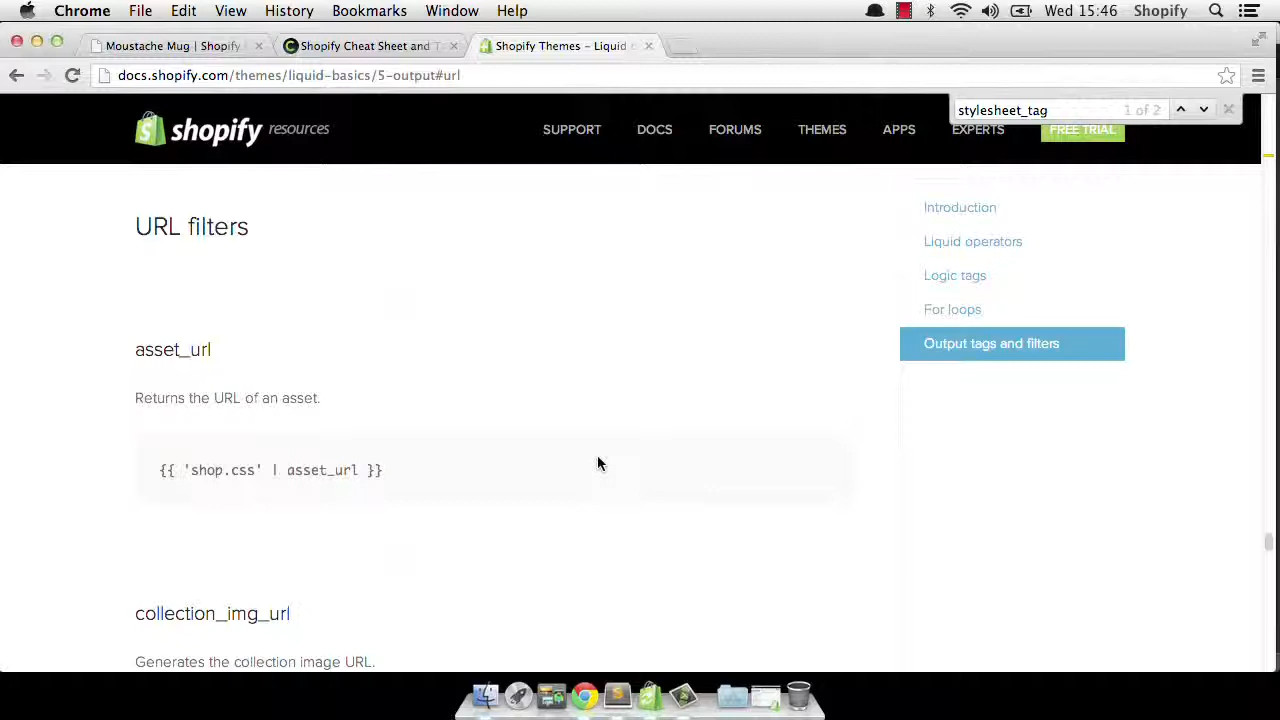 Chrome File Edit View History Bookmarks Window Help Wed 15:46 Shopify
Moustache Mug | Shopify
Shopify Cheat Sheet and T
Shopify Themes – Liquid
docs.shopify.com/themes/liquid-basics/5-output#url
stylesheet_tag 1 of 2
shopify resources
SUPPORT DOCS FORUMS THEMES APPS EXPERTS FREE TRIAL
URL filters
asset_url
Returns the URL of an asset.
{{ 'shop.css' | asset_url }}
collection_img_url
Generates the collection image URL.
Introduction
Liquid operators
Logic tags
For loops
Output tags and filters